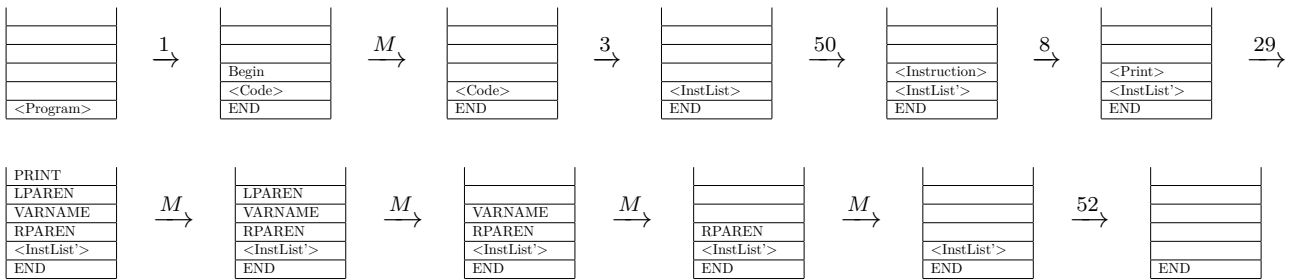 1 M 3 50 8 29
Begin <Instruction> <Print>
<Code> <Code> <InstList> <InstList'> <InstList'>
<Program> END END END END END
PRINT
LPAREN LPAREN
M M M M 52
VARNAME VARNAME VARNAME
RPAREN RPAREN RPAREN RPAREN
<InstList'> <InstList'> <InstList'> <InstList'> <InstList'>
END END END END END END